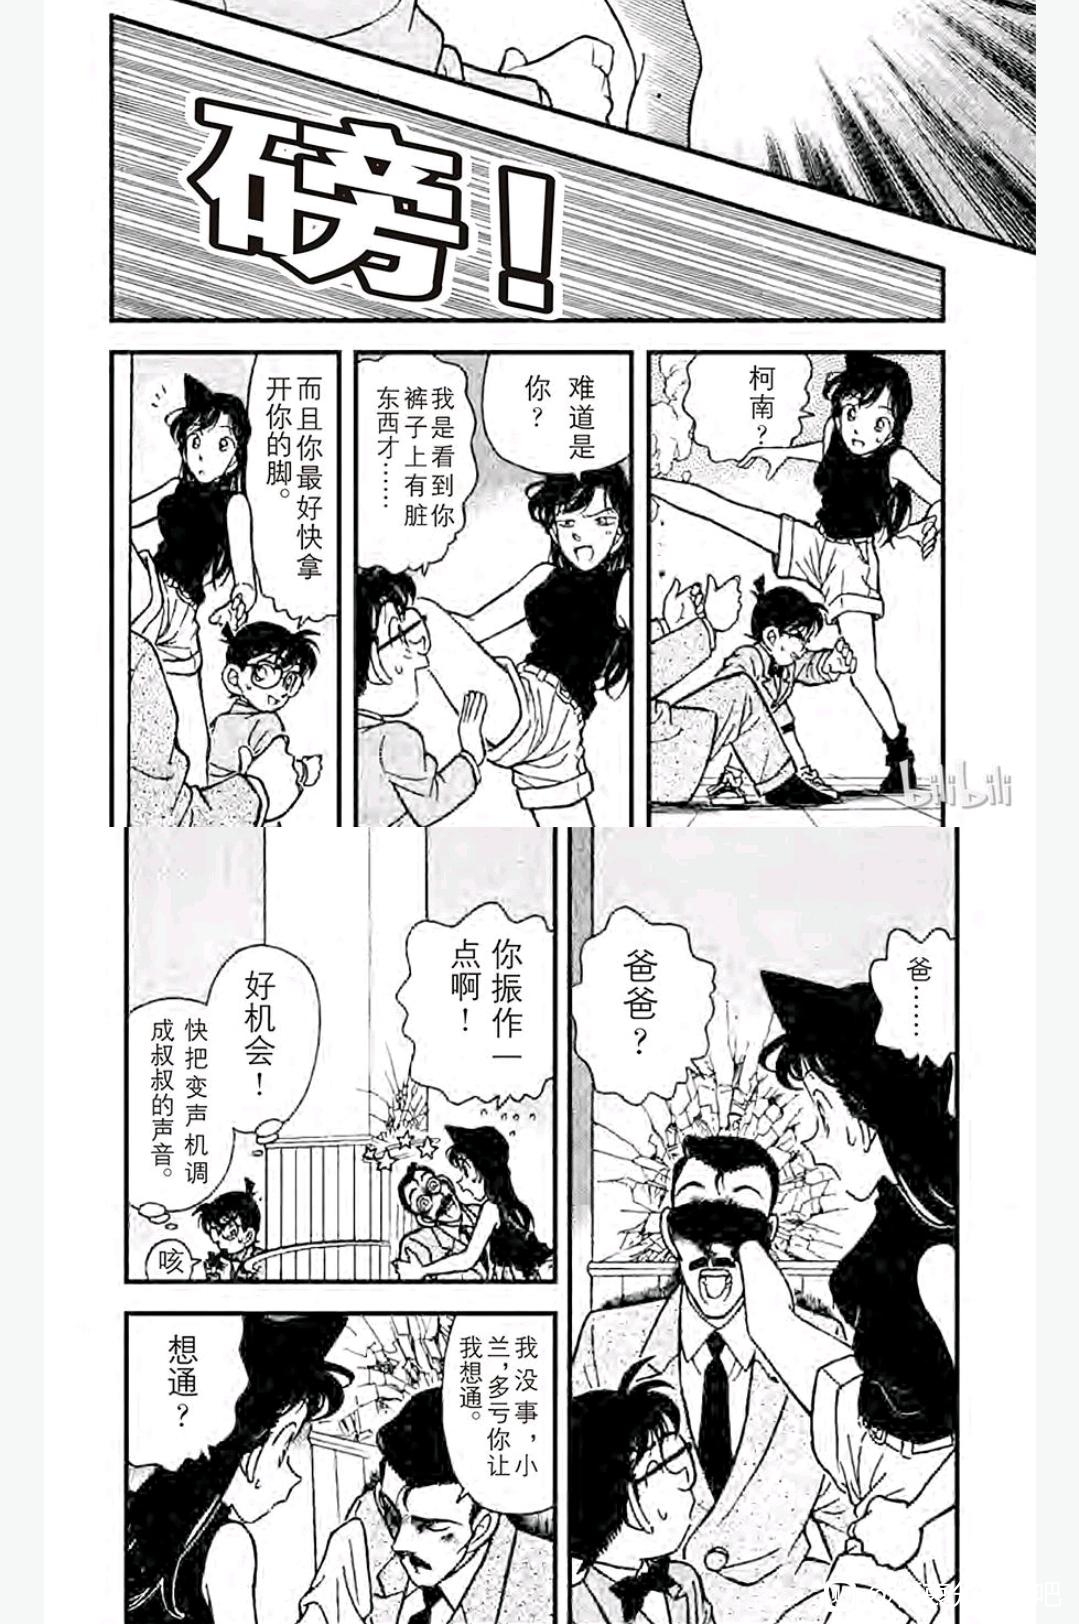 磅！
柯南？
难道是
你？
我是看到你
裤子上有脏
东西才……
而且你最好快拿
开你的脚。
bilibili
爸……
爸爸？
你振作一
点啊！
好机会！
快把变声机调
成叔叔的声音。
咳
我没事，小
兰，多亏你让
我想通。
想通？